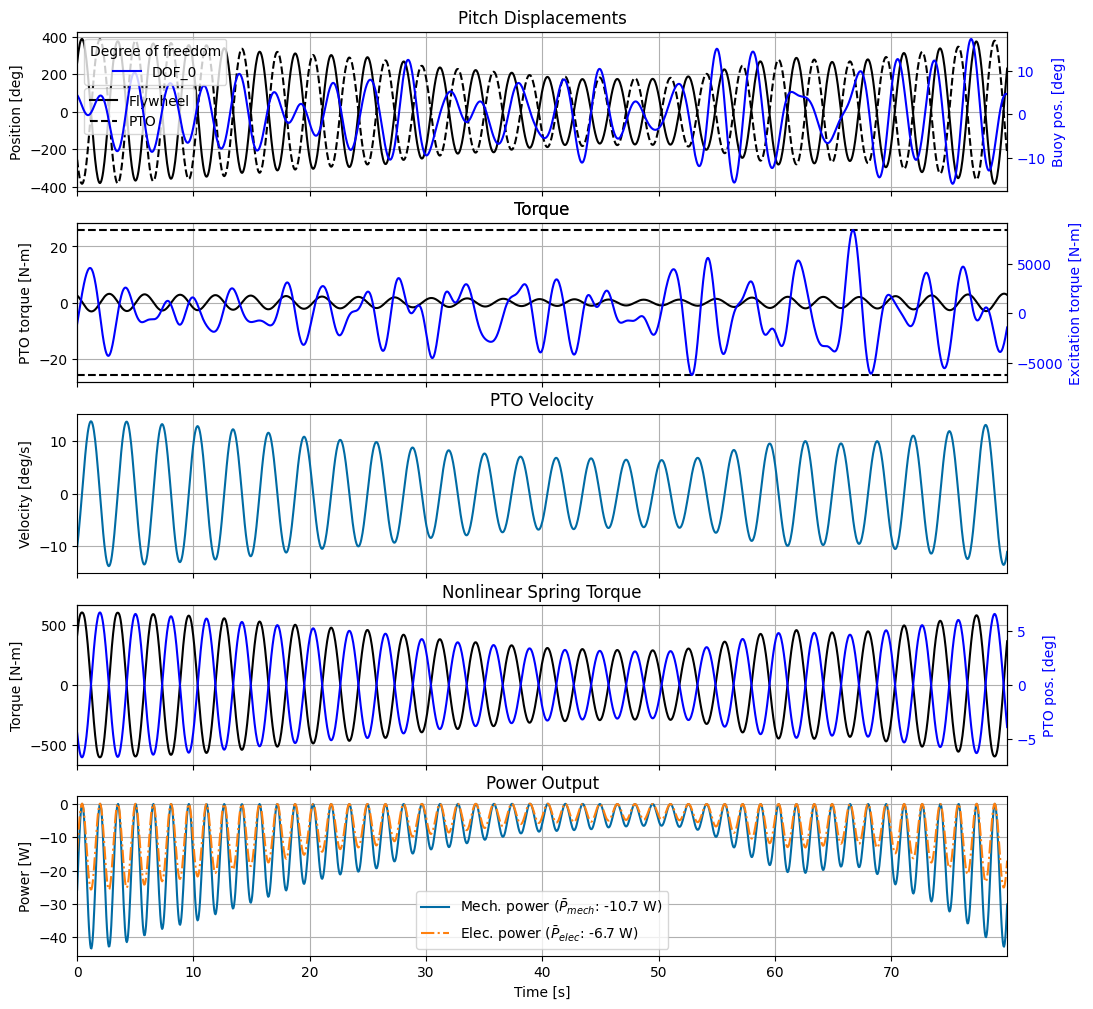 Pitch Displacements
400
200
0
−200
−400
Position [deg]
Degree of freedom
DOF_0
Flywheel
PTO
10
0
−10
Buoy pos. [deg]
Torque
20
0
−20
PTO torque [N-m]
5000
0
−5000
Excitation torque [N-m]
PTO Velocity
10
0
−10
Velocity [deg/s]
Nonlinear Spring Torque
500
0
−500
Torque [N-m]
5
0
−5
PTO pos. [deg]
Power Output
0
−10
−20
−30
−40
Power [W]
Mech. power (P̄mech: -10.7 W)
Elec. power (P̄elec: -6.7 W)
0 10 20 30 40 50 60 70
Time [s]